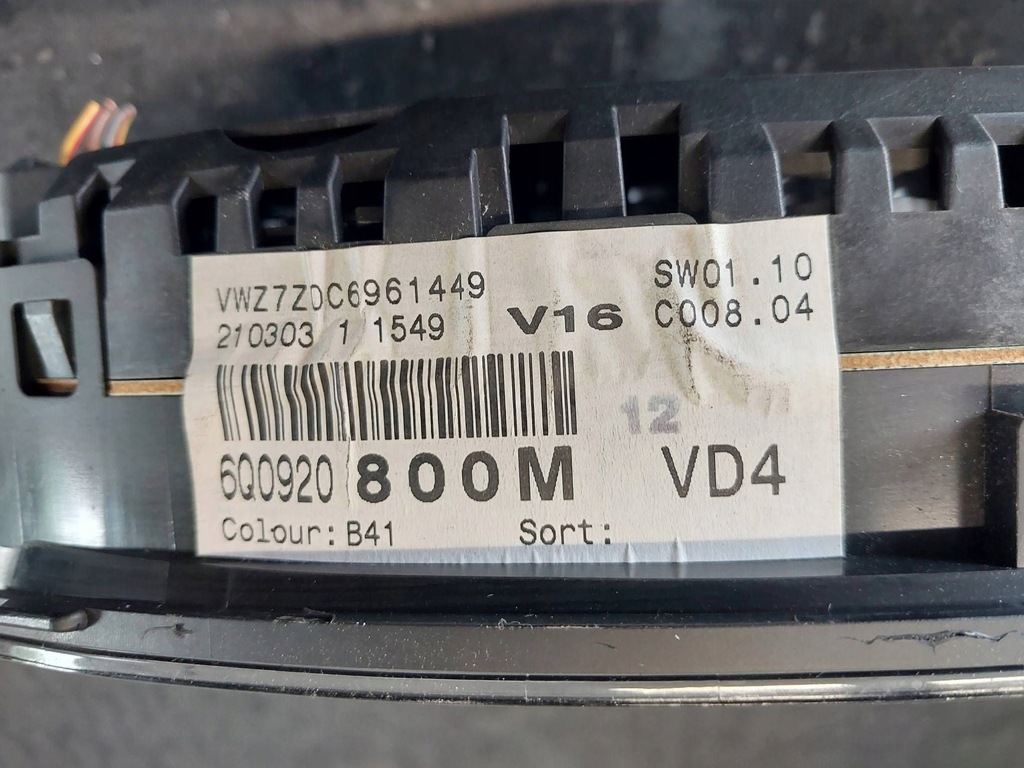 VWZ7Z0C6961449
210303 1 1549
V16
SW01.10
C008.04
12
6Q0920 800M VD4
Colour: B41 Sort: